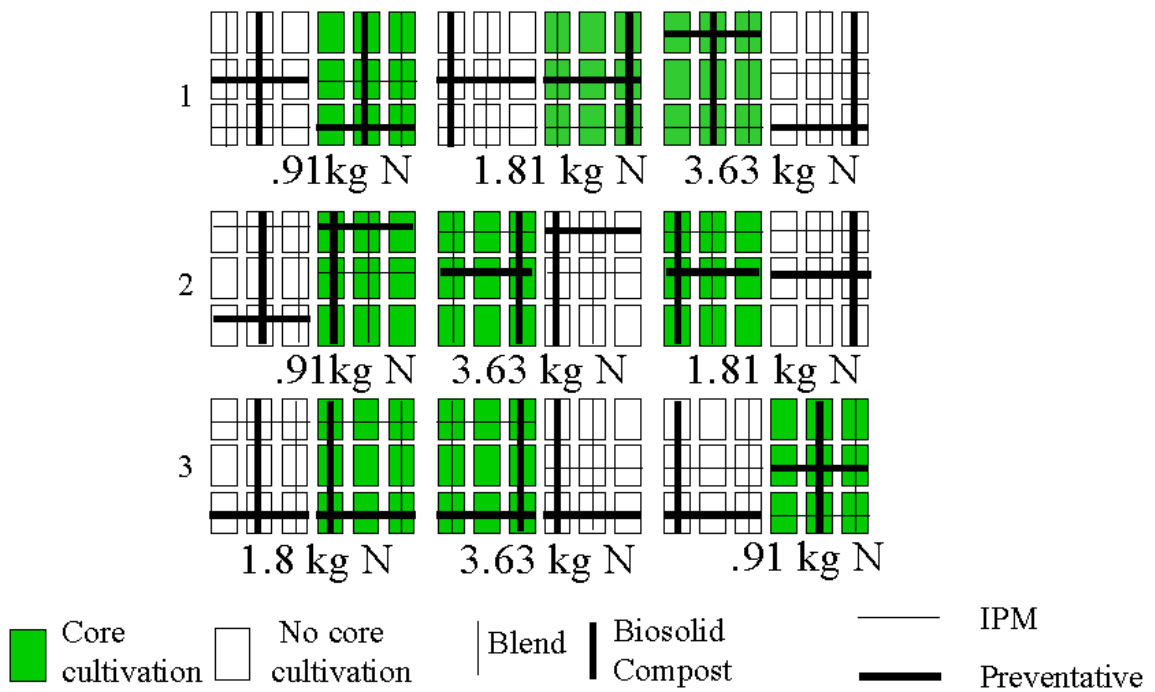 1
.91kg N 1.81 kg N 3.63 kg N
2
.91kg N 3.63 kg N 1.81 kg N
3
1.8 kg N 3.63 kg N .91 kg N
Core cultivation
No core cultivation
Blend
Biosolid Compost
IPM
Preventative